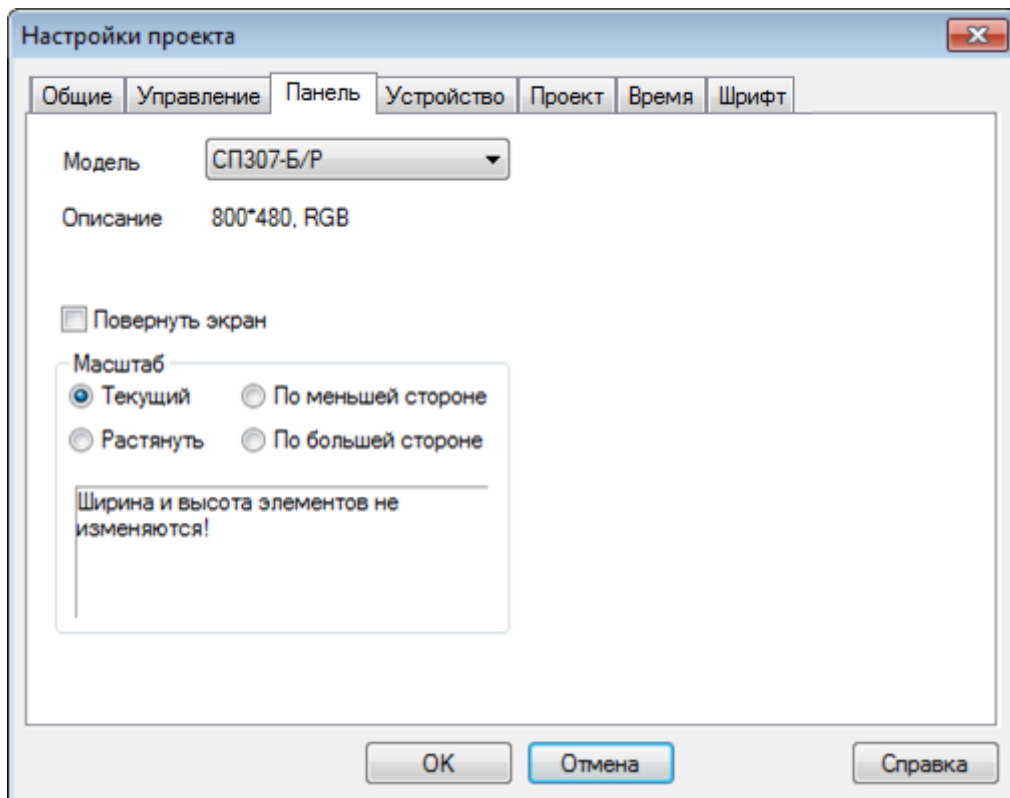 Настройки проекта
Общие Управление Панель Устройство Проект Время Шрифт
Модель СП307-Б/Р
Описание 800*480, RGB
Повернуть экран
Масштаб
Текущий По меньшей стороне
Растянуть По большей стороне
Ширина и высота элементов не
изменяются!
OK Отмена Справка